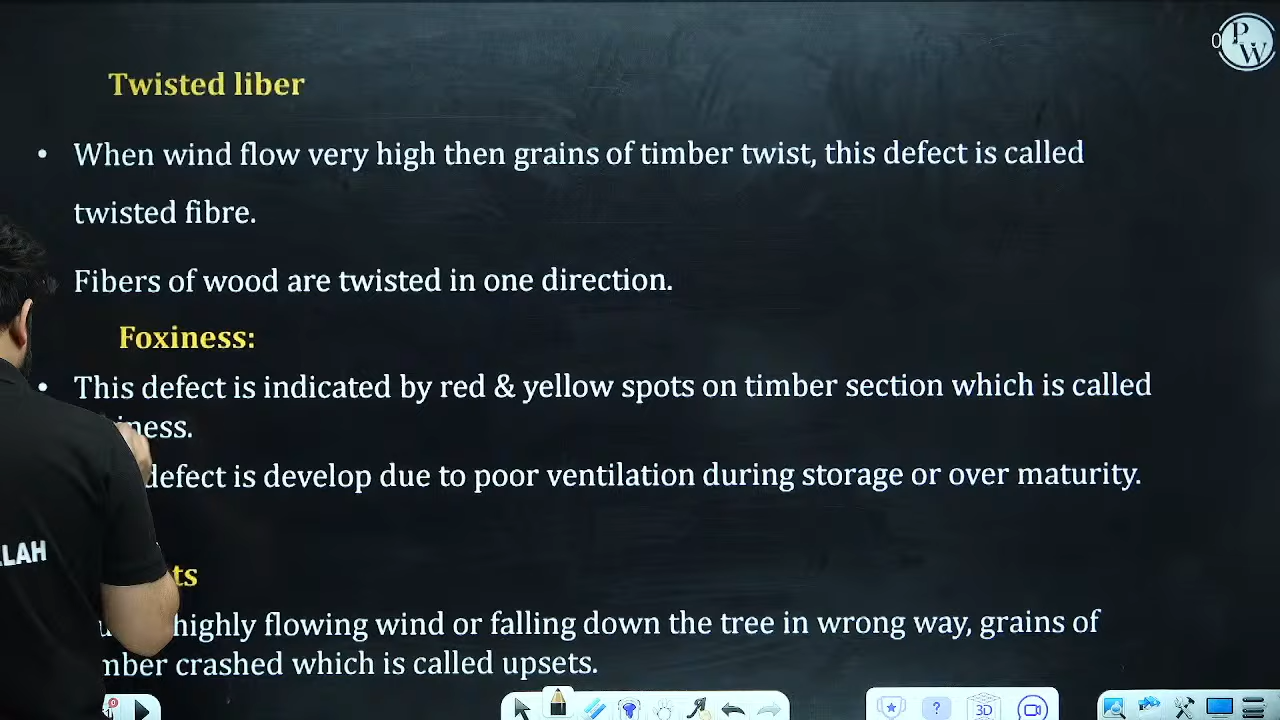 PW
Twisted liber
• When wind flow very high then grains of timber twist, this defect is called
twisted fibre.
Fibers of wood are twisted in one direction.
Foxiness:
• This defect is indicated by red & yellow spots on timber section which is called
defect is develop due to poor ventilation during storage or over maturity.
highly flowing wind or falling down the tree in wrong way, grains of
crashed which is called upsets.
LLAH
?
3D